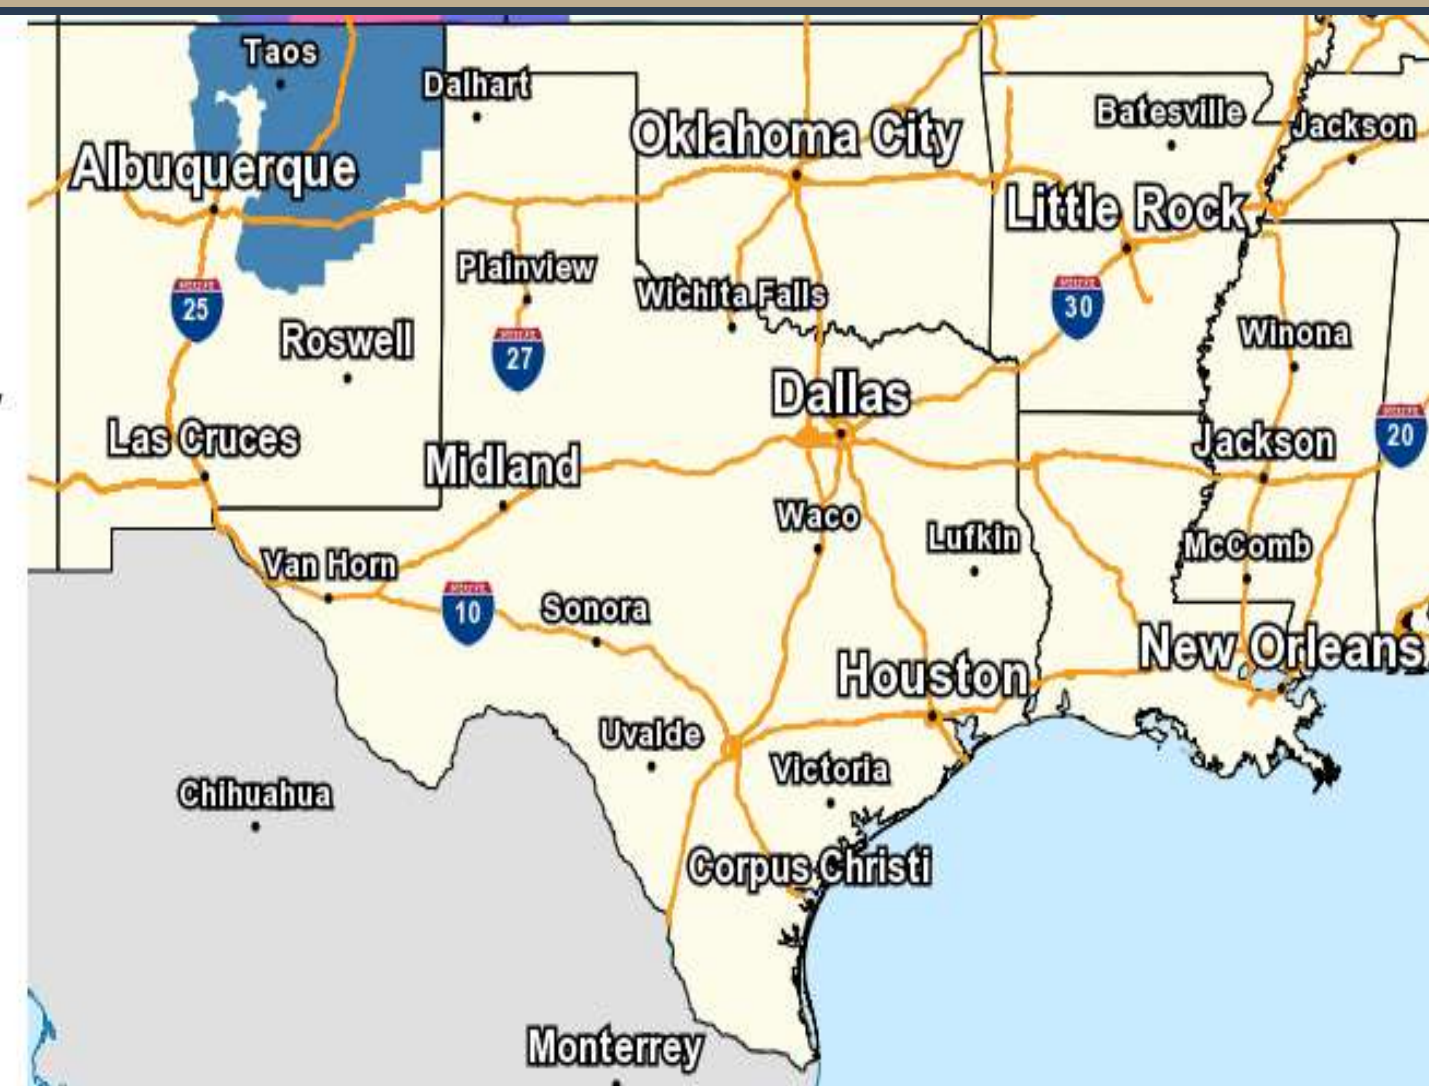 Taos
Dalhart
Batesville
Jackson
Oklahoma City
Albuquerque
Little Rock
Plainview
Wichita Falls
25
30
Winona
Roswell
27
Dallas
20
Las Cruces
Jackson
Midland
Waco
Lufkin
McComb
Van Horn
10
Sonora
New Orleans
Houston
Uvalde
Victoria
Chihuahua
Corpus Christi
Monterrey